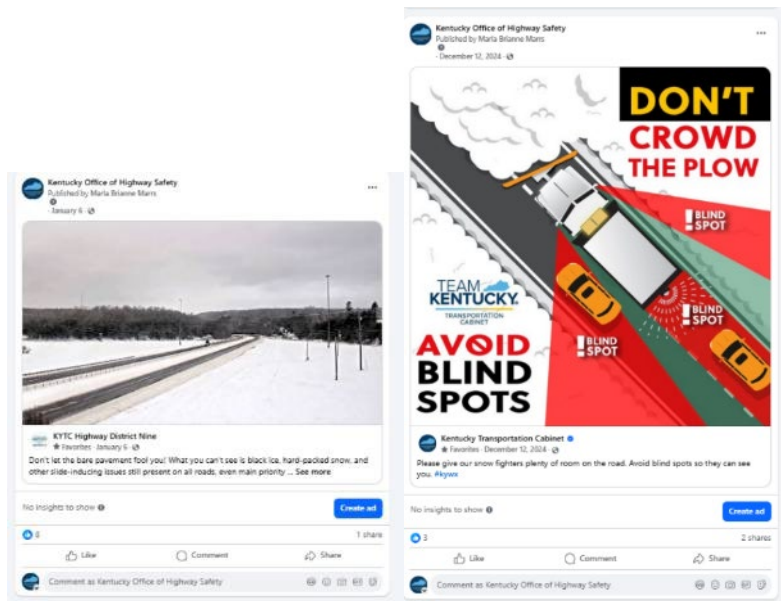 Kentucky Office of Highway Safety
Published by Marla Brianne Marrs
January 6
KYTC Highway District Nine
Favorites · January 6
Don't let the bare pavement fool you! What you can't see is black ice, hard-packed snow, and
other slide-inducing issues still present on all roads, even main priority ... See more
No insights to show
Create ad
1 share
Like
Comment
Share
Comment as Kentucky Office of Highway Safety
Kentucky Office of Highway Safety
Published by Marla Brianne Marrs
· December 12, 2024 ·
DON'T
CROWD
THE PLOW
! BLIND
SPOT
! BLIND
SPOT
! BLIND
SPOT
TEAM
KENTUCKY
TRANSPORTATION
CABINET
AVOID
BLIND
SPOTS
Kentucky Transportation Cabinet
Favorites · December 12, 2024 ·
Please give our snow fighters plenty of room on the road. Avoid blind spots so they can see
you. #kywx
No insights to show
Create ad
3
2 shares
Like
Comment
Share
Comment as Kentucky Office of Highway Safety